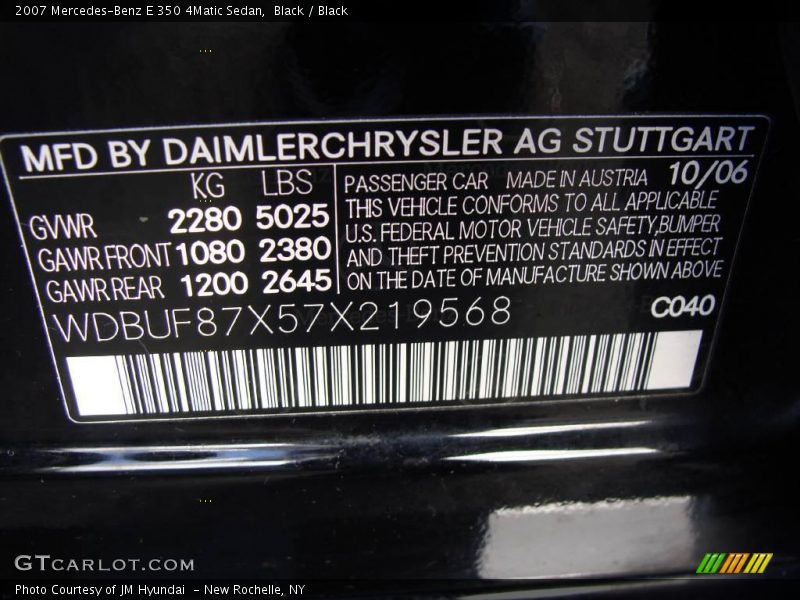 2007 Mercedes-Benz E 350 4Matic Sedan,  Black / Black
MFD BY DAIMLERCHRYSLER AG STUTTGART
KG LBS
GVWR 2280 5025
GAWR FRONT 1080 2380
GAWR REAR 1200 2645
PASSENGER CAR MADE IN AUSTRIA 10/06
THIS VEHICLE CONFORMS TO ALL APPLICABLE
U.S. FEDERAL MOTOR VEHICLE SAFETY,BUMPER
AND THEFT PREVENTION STANDARDS IN EFFECT
ON THE DATE OF MANUFACTURE SHOWN ABOVE
WDBUF87X57X219568 C040
GTCARLOT.COM
Photo Courtesy of JM Hyundai - New Rochelle, NY